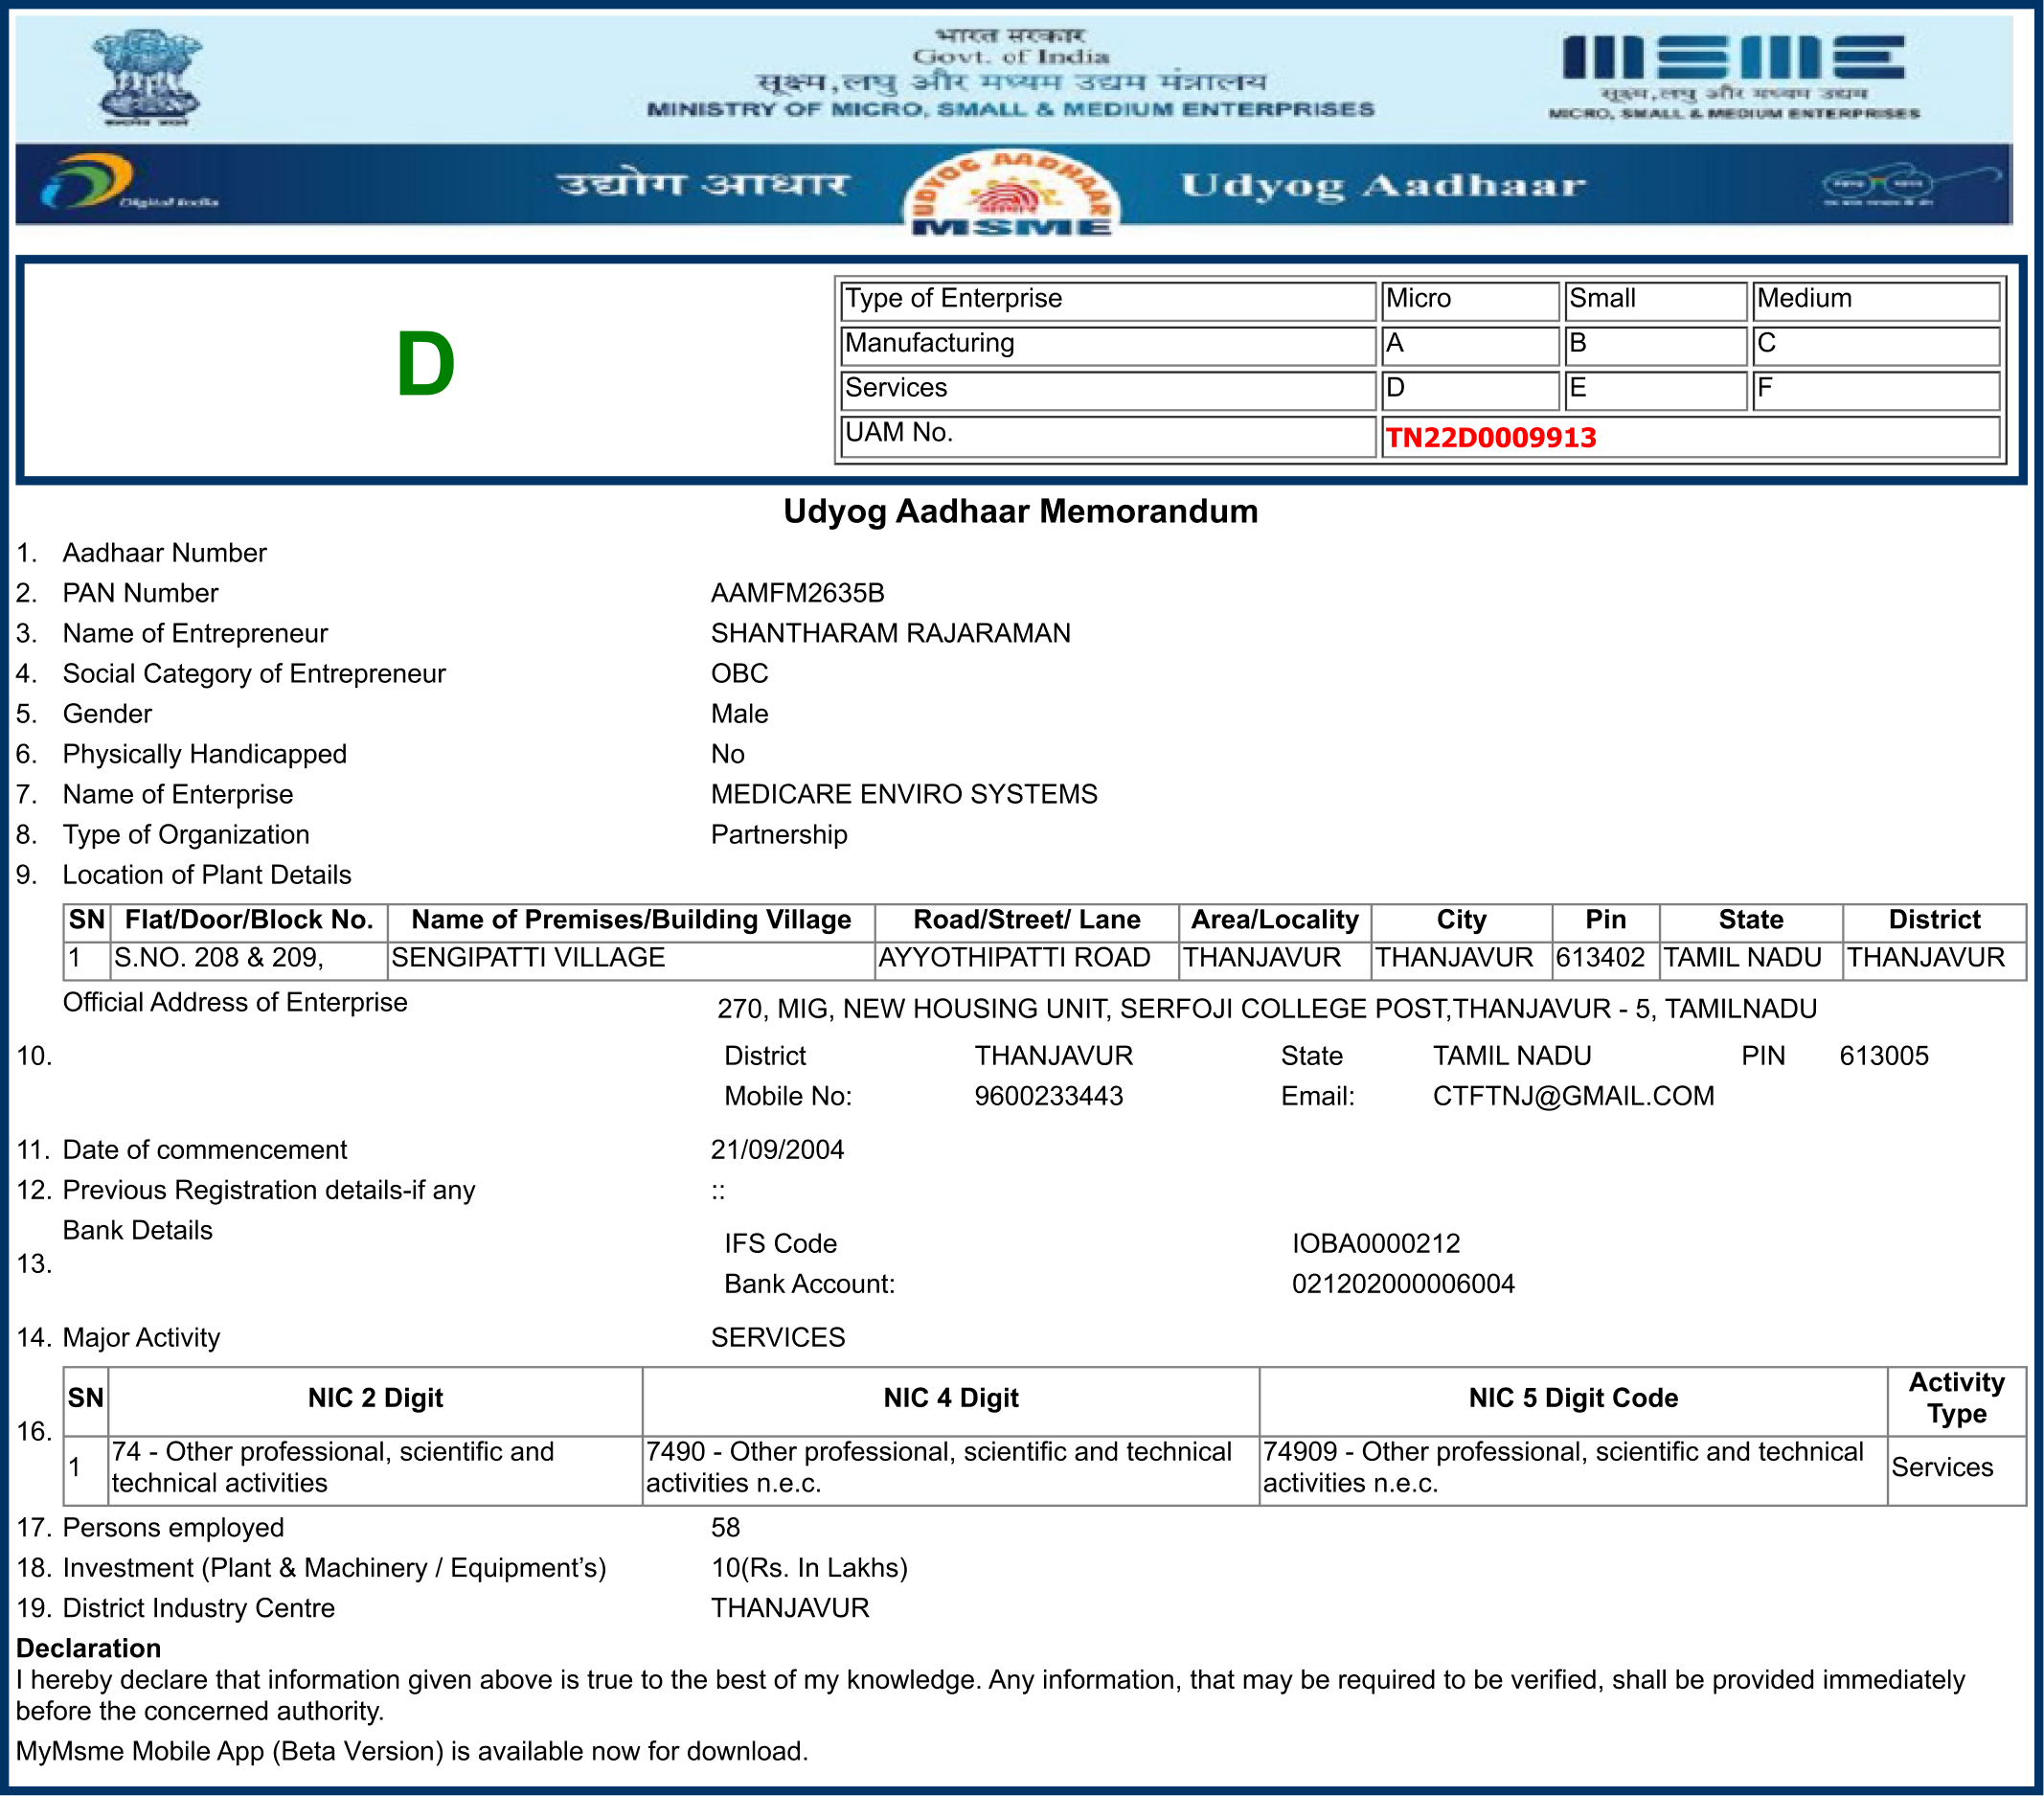 भारत सरकार
Govt. of India
सूक्ष्म,लघु और मध्यम उद्यम मंत्रालय
MINISTRY OF MICRO, SMALL & MEDIUM ENTERPRISES
msme
सूक्ष्म,लघु और मध्यम उद्यम
MICRO, SMALL & MEDIUM ENTERPRISES
Digital India
उद्योग आधार
UDYOG AADHAAR
MSME
Udyog Aadhaar
D
Type of Enterprise Micro Small Medium
Manufacturing A B C
Services D E F
UAM No. TN22D0009913
Udyog Aadhaar Memorandum
1. Aadhaar Number
2. PAN Number AAMFM2635B
3. Name of Entrepreneur SHANTHARAM RAJARAMAN
4. Social Category of Entrepreneur OBC
5. Gender Male
6. Physically Handicapped No
7. Name of Enterprise MEDICARE ENVIRO SYSTEMS
8. Type of Organization Partnership
9. Location of Plant Details
SN Flat/Door/Block No. Name of Premises/Building Village Road/Street/ Lane Area/Locality City Pin State District
1 S.NO. 208 & 209, SENGIPATTI VILLAGE AYYOTHIPATTI ROAD THANJAVUR THANJAVUR 613402 TAMIL NADU THANJAVUR
Official Address of Enterprise 270, MIG, NEW HOUSING UNIT, SERFOJI COLLEGE POST,THANJAVUR - 5, TAMILNADU
10. District THANJAVUR State TAMIL NADU PIN 613005
Mobile No: 9600233443 Email: CTFTNJ@GMAIL.COM
11. Date of commencement 21/09/2004
12. Previous Registration details-if any ::
Bank Details
13. IFS Code IOBA0000212
Bank Account: 021202000006004
14. Major Activity SERVICES
16. SN NIC 2 Digit NIC 4 Digit NIC 5 Digit Code Activity Type
1 74 - Other professional, scientific and technical activities 7490 - Other professional, scientific and technical activities n.e.c. 74909 - Other professional, scientific and technical activities n.e.c. Services
17. Persons employed 58
18. Investment (Plant & Machinery / Equipment’s) 10(Rs. In Lakhs)
19. District Industry Centre THANJAVUR
Declaration
I hereby declare that information given above is true to the best of my knowledge. Any information, that may be required to be verified, shall be provided immediately
before the concerned authority.
MyMsme Mobile App (Beta Version) is available now for download.